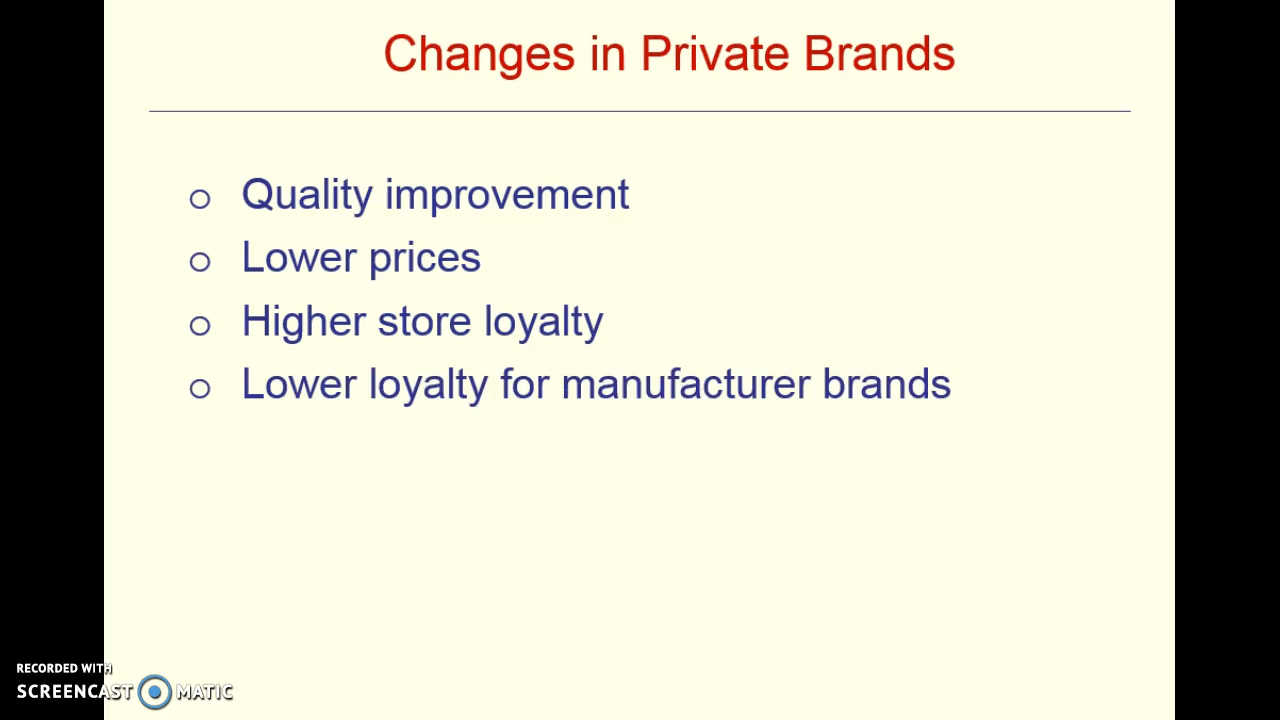 Changes in Private Brands
Quality improvement
Lower prices
Higher store loyalty
Lower loyalty for manufacturer brands
RECORDED WITH
SCREENCAST MATIC